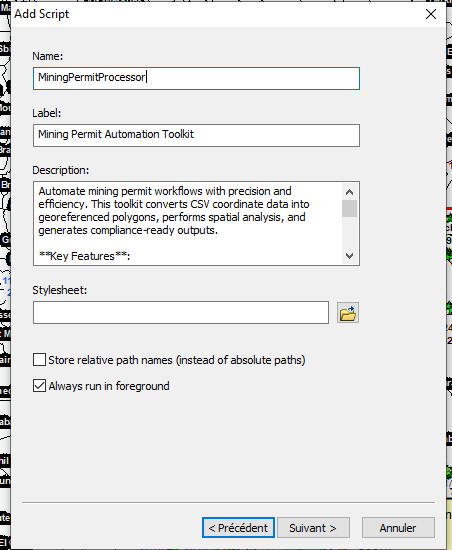 Add Script
Name:
MiningPermitProcessor
Label:
Mining Permit Automation Toolkit
Description:
Automate mining permit workflows with precision and
efficiency. This toolkit converts CSV coordinate data into
georeferenced polygons, performs spatial analysis, and
generates compliance-ready outputs.
**Key Features**:
Stylesheet:
Store relative path names (instead of absolute paths)
Always run in foreground
< Précédent
Suivant >
Annuler